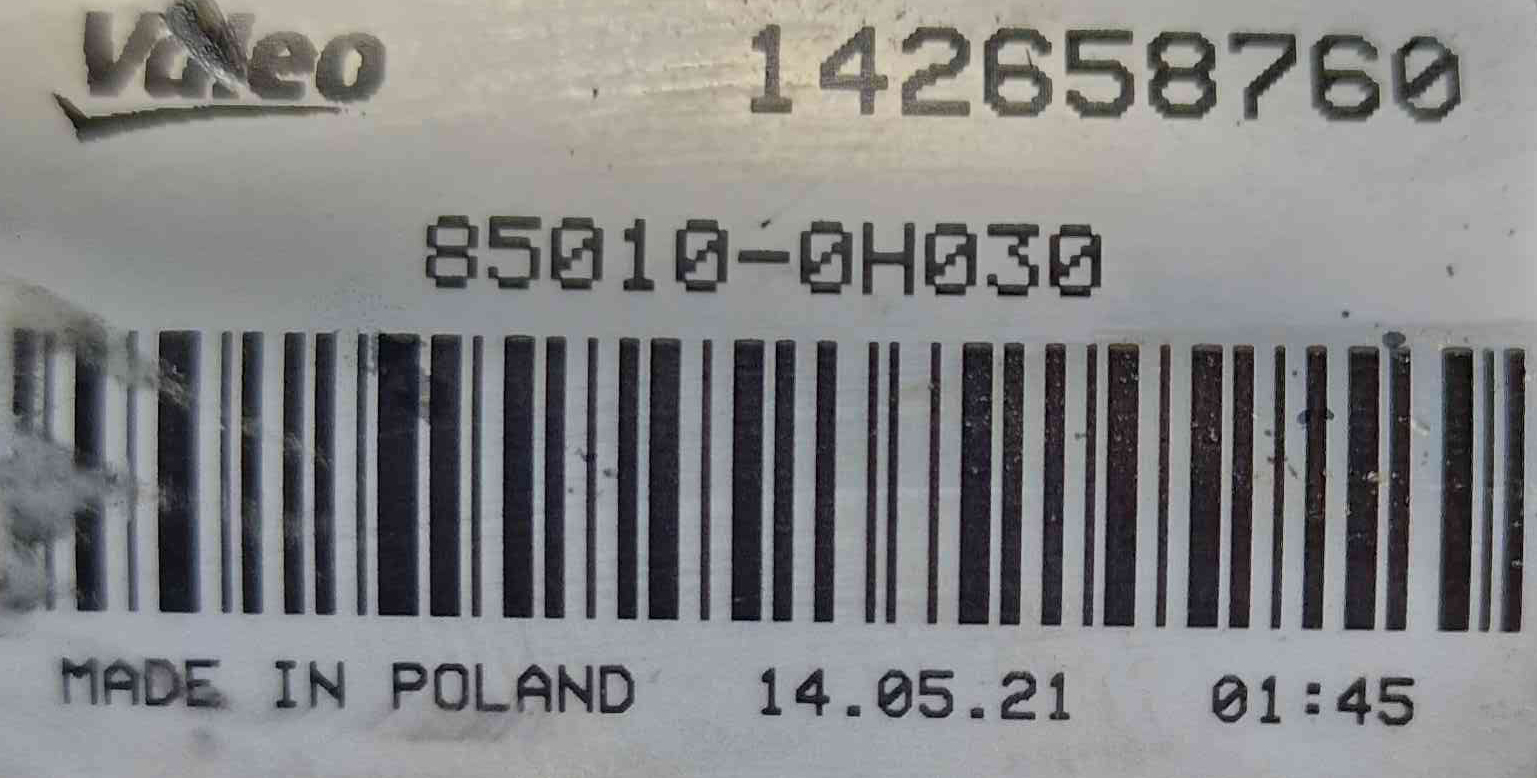 Valeo 142658760
85010-0H030
MADE IN POLAND 14.05.21 01:45